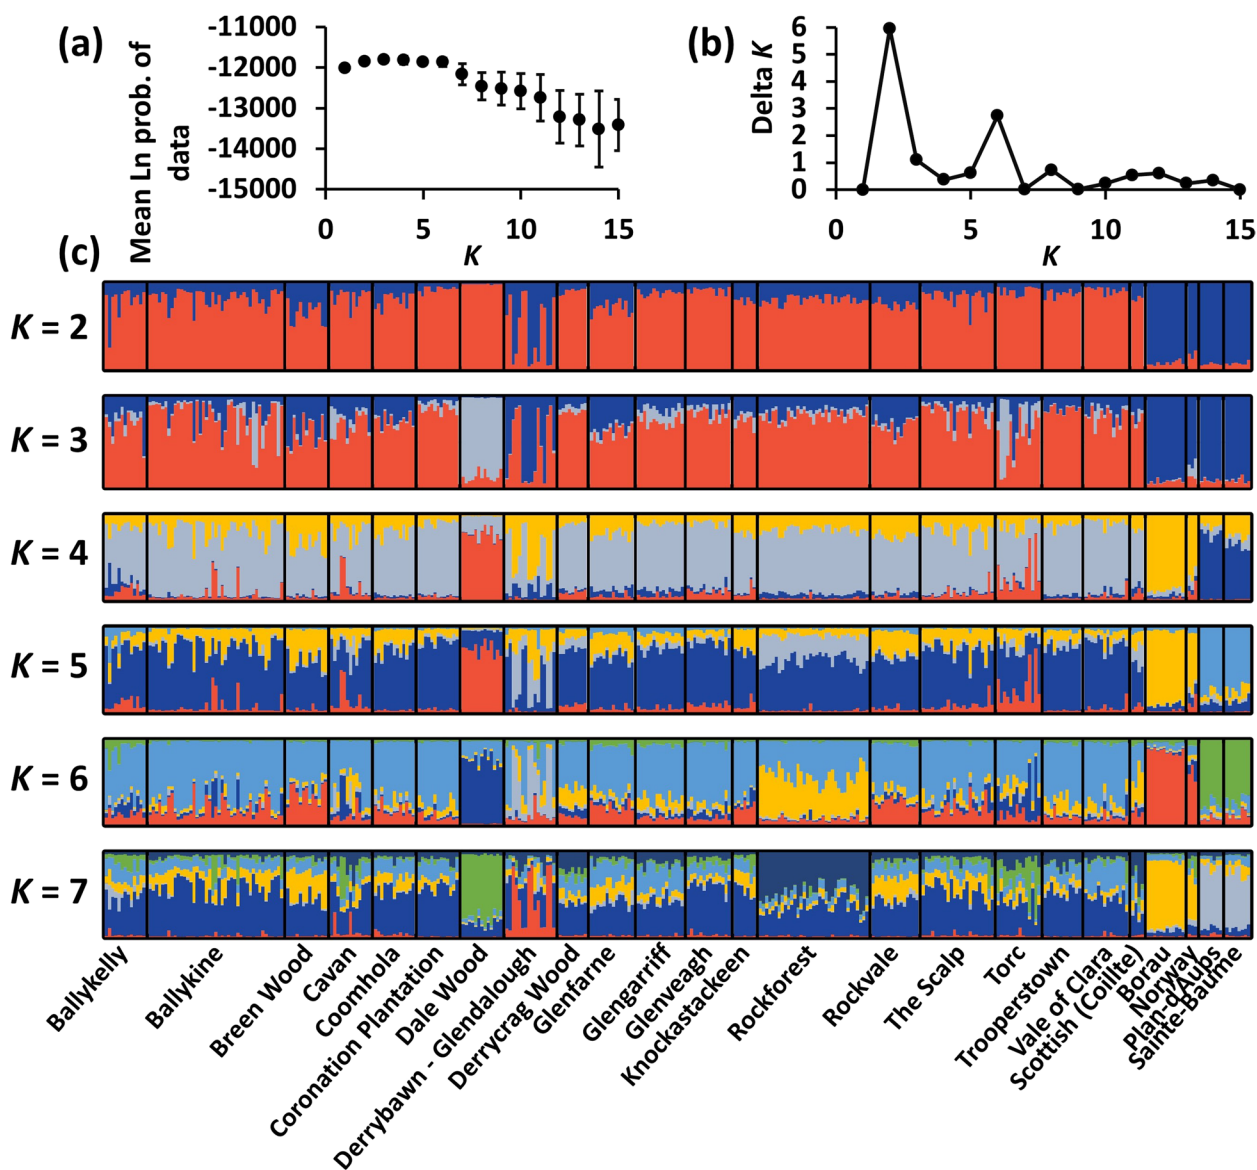 (a)
Mean Ln prob. of
data
-11000
-12000
-13000
-14000
-15000
0
5
10
15
K
(b)
Delta K
6
5
4
3
2
1
0
0
5
10
15
K
(c)
K = 2
K = 3
K = 4
K = 5
K = 6
K = 7
Ballykelly
Ballykine
Breen Wood
Cavan
Coomhola
Coronation Plantation
Dale Wood
Derrybawn - Glendalough
Derrycrag Wood
Glenfarne
Glengarriff
Glenveagh
Knockastackeen
Rockforest
Rockvale
The Scalp
Torc
Trooperstown
Vale of Clara
Scottish (Coillte)
Borau
Norway
Plan-d'Aups
Sainte-Baume